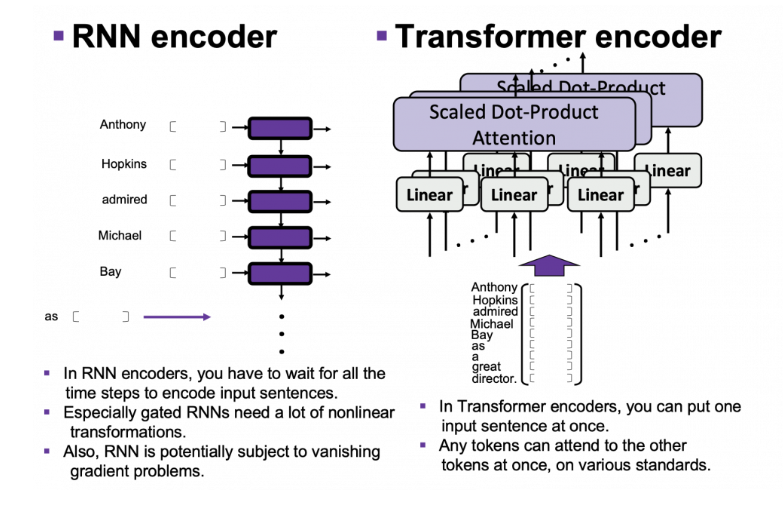 ▪ RNN encoder
Anthony
Hopkins
admired
Michael
Bay
as
▪ In RNN encoders, you have to wait for all the
time steps to encode input sentences.
▪ Especially gated RNNs need a lot of nonlinear
transformations.
▪ Also, RNN is potentially subject to vanishing
gradient problems.
▪ Transformer encoder
Scaled Dot-Product
Scaled Dot-Product
Attention
Linear Linear Linear
Linear Linear Linear
Anthony
Hopkins
admired
Michael
Bay
as
a
great
director.
▪ In Transformer encoders, you can put one
input sentence at once.
▪ Any tokens can attend to the other
tokens at once, on various standards.